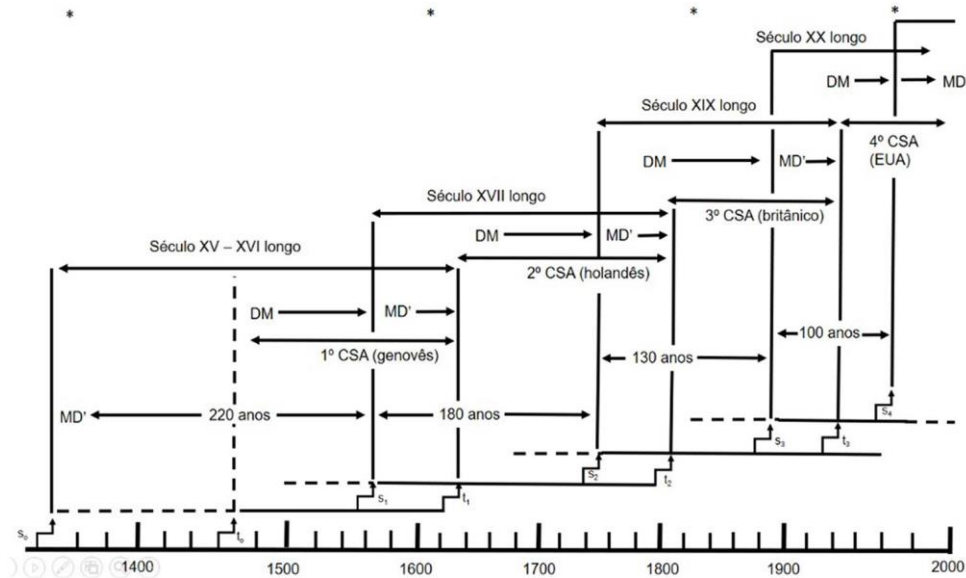 * * * *
Século XX longo
DM MD
Século XIX longo
4º CSA
(EUA)
DM MD'
Século XVII longo
3º CSA (britânico)
DM MD'
Século XV – XVI longo
2º CSA (holandês)
DM MD'
100 anos
1º CSA (genovês)
130 anos
MD' 220 anos 180 anos
s₄
s₃ t₃
s₂ t₂
s₁ t₁
s₀ t₀
1400 1500 1600 1700 1800 1900 2000